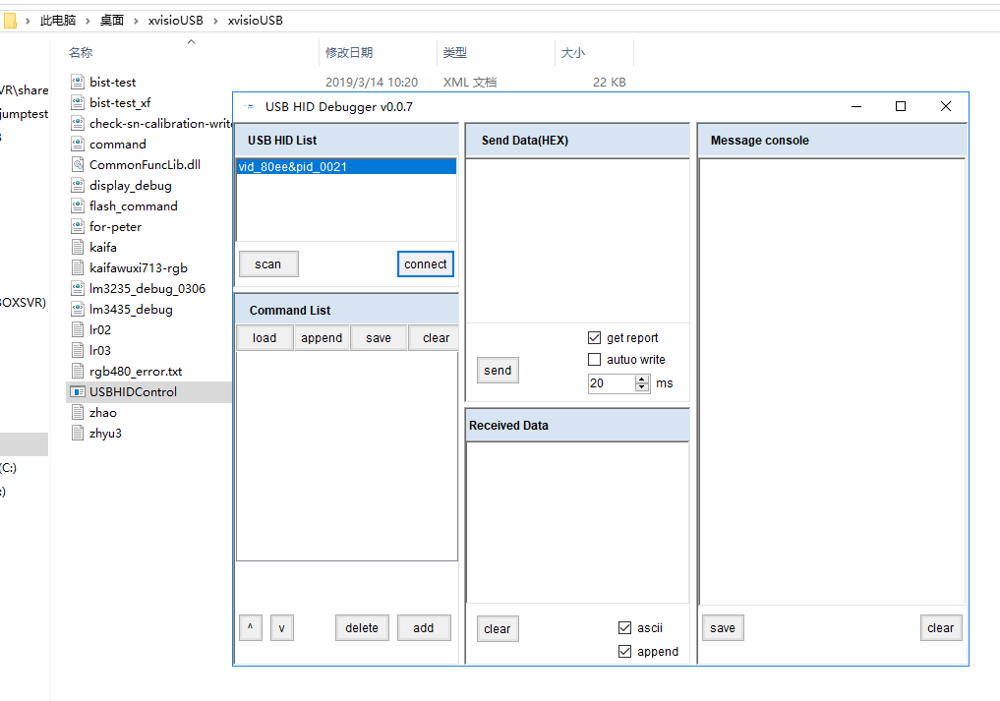 此电脑 › 桌面 › xvisioUSB › xvisioUSB
名称 修改日期 类型 大小
VR\share
jumptest
BOXSVR)
(C:)
:)
bist-test 2019/3/14 10:20 XML 文档 22 KB
bist-test_xf
check-sn-calibration-write
command
CommonFuncLib.dll
display_debug
flash_command
for-peter
kaifa
kaifawuxi713-rgb
lm3235_debug_0306
lm3435_debug
lr02
lr03
rgb480_error.txt
USBHIDControl
zhao
zhyu3
USB HID Debugger v0.0.7
USB HID List
vid_80ee&pid_0021
scan connect
Command List
load append save clear
^ v delete add
Send Data(HEX)
get report
autuo write
send
20 ms
Received Data
clear
ascii
append
Message console
save clear